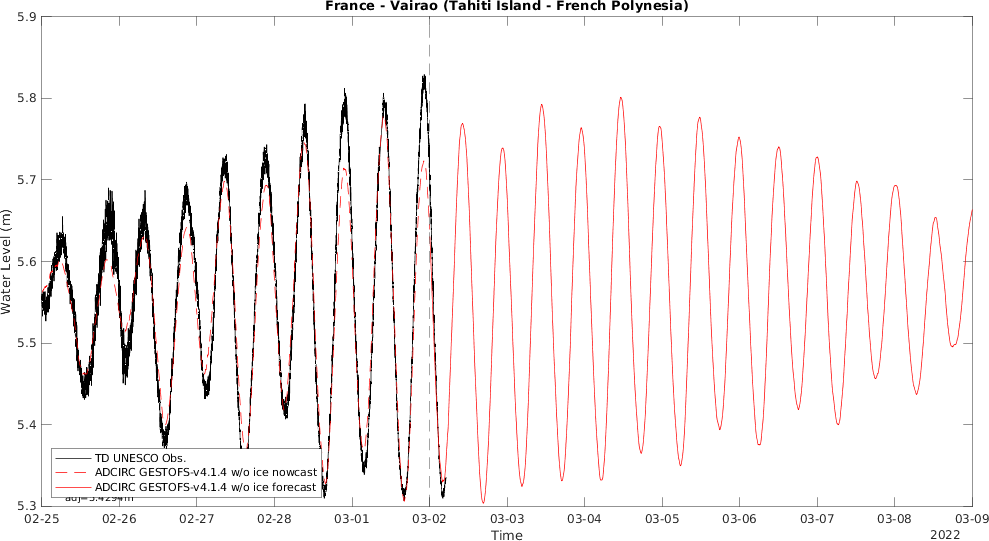 France - Vairao (Tahiti Island - French Polynesia)
5.9
5.8
5.7
5.6
5.5
5.4
5.3
Water Level (m)
TD UNESCO Obs.
ADCIRC GESTOFS-v4.1.4 w/o ice nowcast
ADCIRC GESTOFS-v4.1.4 w/o ice forecast
02-25 02-26 02-27 02-28 03-01 03-02 03-03 03-04 03-05 03-06 03-07 03-08 03-09
Time
2022